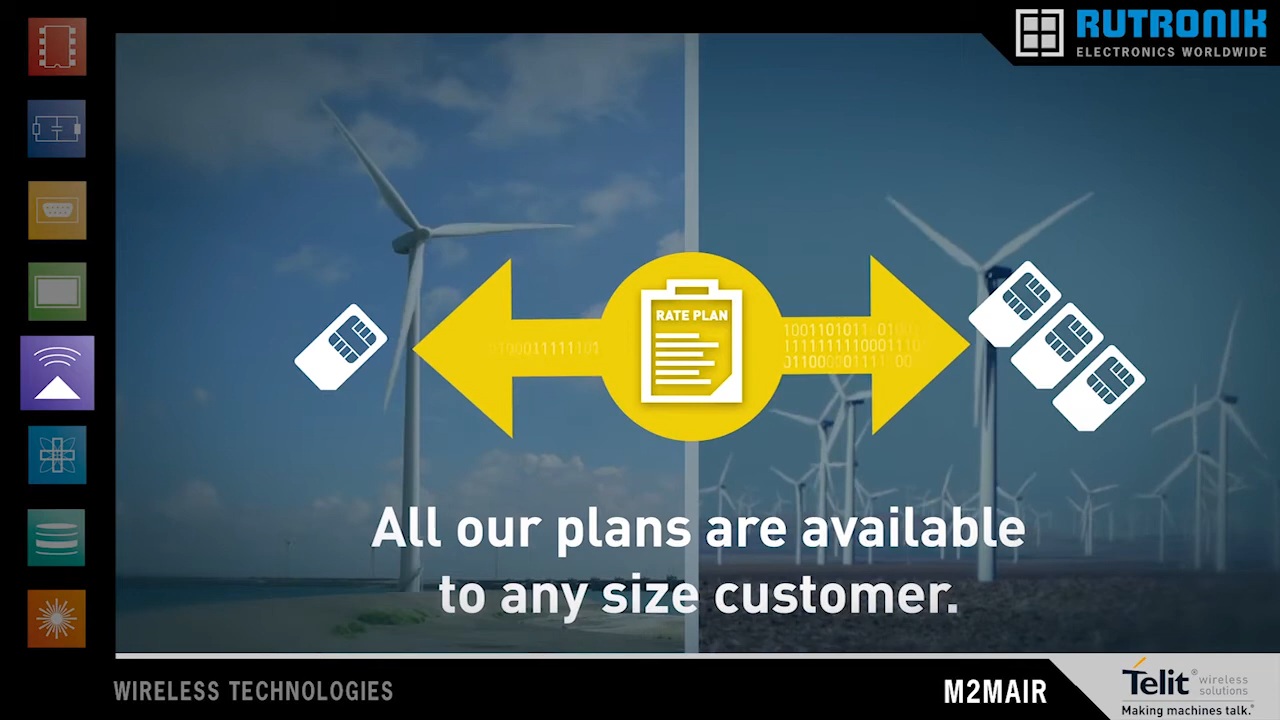 RUTRONIK
ELECTRONICS WORLDWIDE
RATE PLAN
All our plans are available
to any size customer.
WIRELESS TECHNOLOGIES
M2MAIR
Telit® wireless
solutions
Making machines talk.®